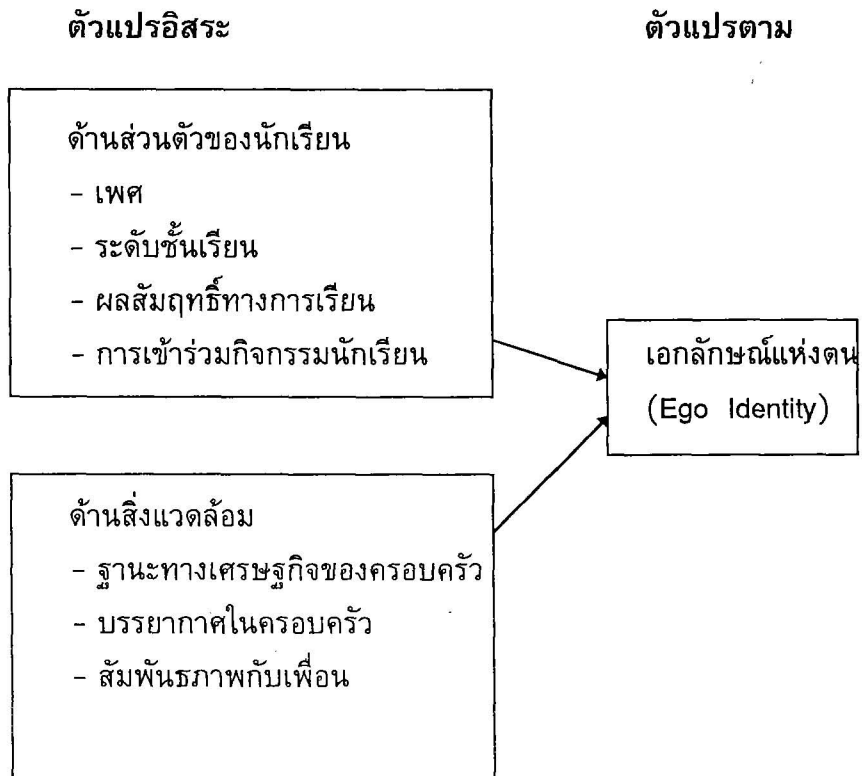 ตัวแปรอิสระ
ตัวแปรตาม
ด้านส่วนตัวของนักเรียน
- เพศ
- ระดับชั้นเรียน
- ผลสัมฤทธิ์ทางการเรียน
- การเข้าร่วมกิจกรรมนักเรียน
เอกลักษณ์แห่งตน
(Ego Identity)
ด้านสิ่งแวดล้อม
- ฐานะทางเศรษฐกิจของครอบครัว
- บรรยากาศในครอบครัว
- สัมพันธภาพกับเพื่อน